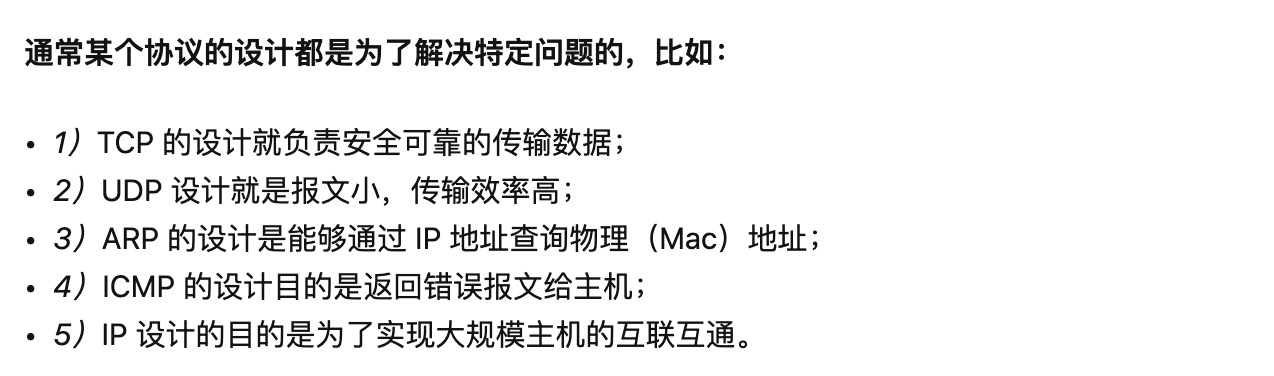 通常某个协议的设计都是为了解决特定问题的，比如：
• 1）TCP 的设计就负责安全可靠的传输数据；
• 2）UDP 设计就是报文小，传输效率高；
• 3）ARP 的设计是能够通过 IP 地址查询物理（Mac）地址；
• 4）ICMP 的设计目的是返回错误报文给主机；
• 5）IP 设计的目的是为了实现大规模主机的互联互通。